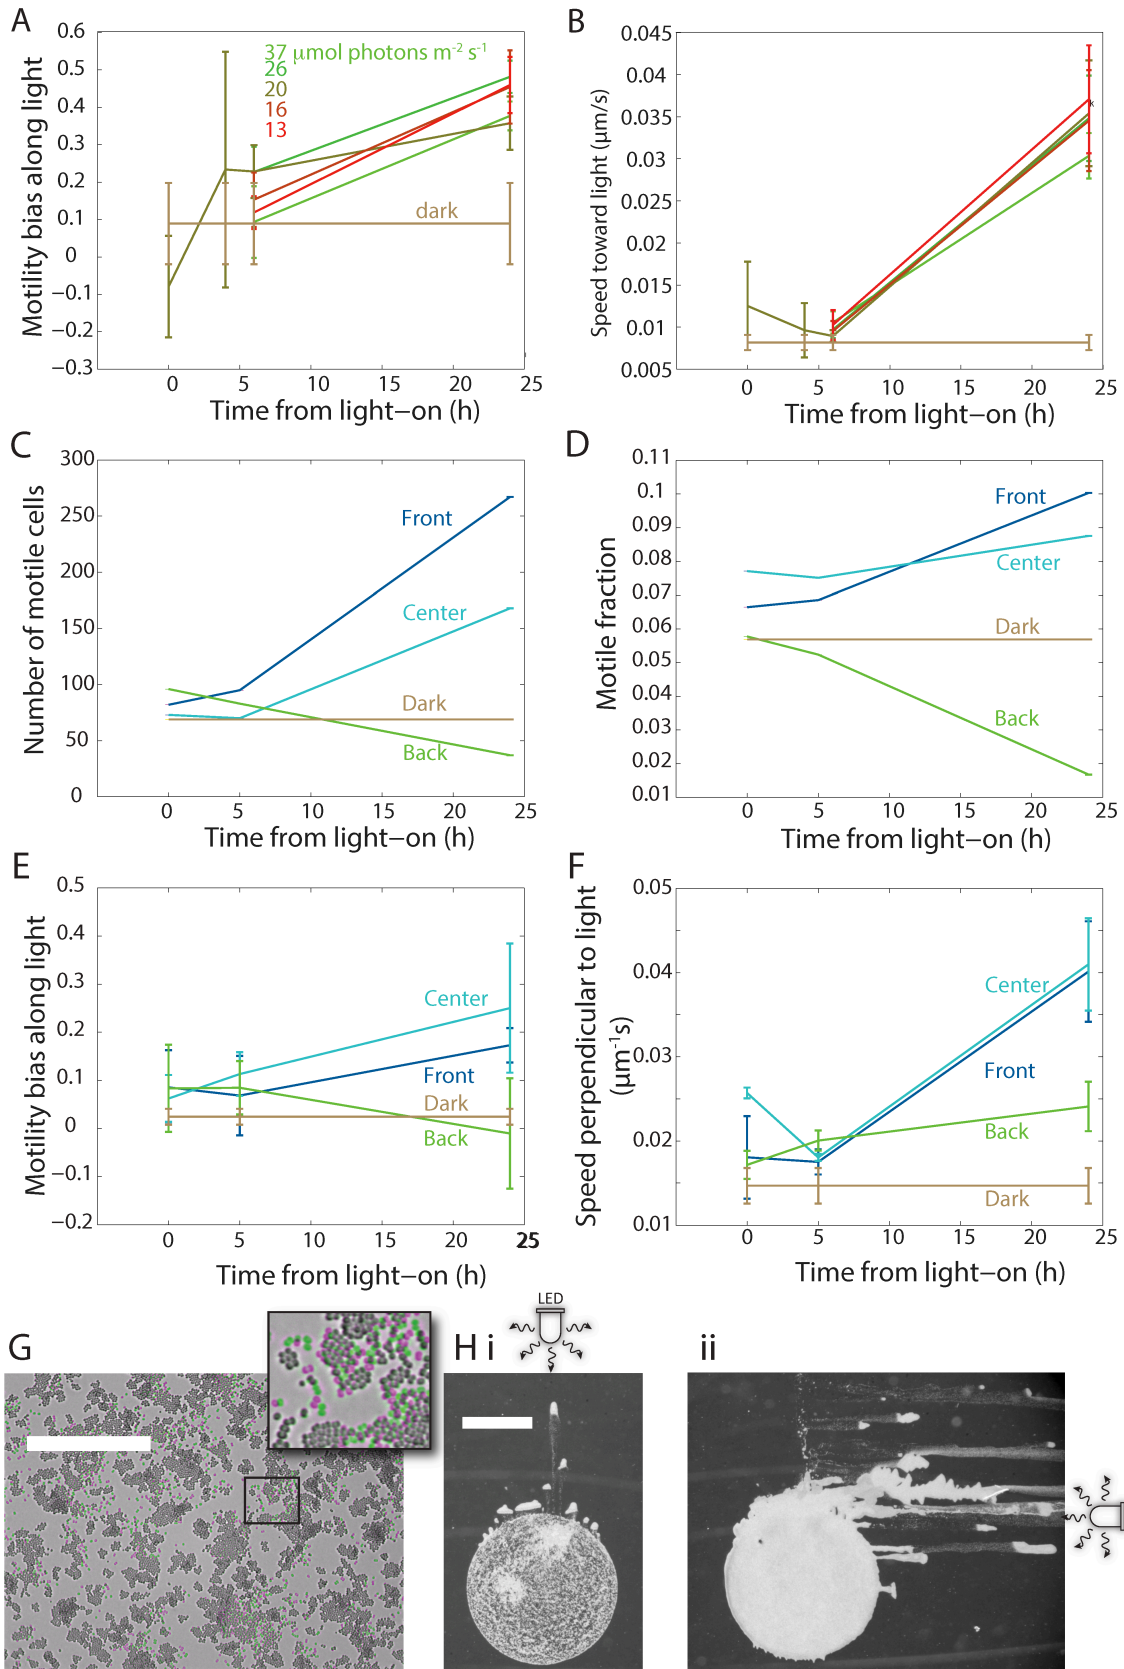 A
Motility bias along light
0.6
0.5
0.4
0.3
0.2
0.1
0
−0.1
−0.2
−0.3
37 μmol photons m⁻² s⁻¹
26
20
16
13
dark
0 5 10 15 20 25
Time from light−on (h)
B
Speed toward light (μm/s)
0.045
0.04
0.035
0.03
0.025
0.02
0.015
0.01
0.005
0 5 10 15 20 25
Time from light−on (h)
C
Number of motile cells
300
250
200
150
100
50
0
Front
Center
Dark
Back
0 5 10 15 20 25
Time from light−on (h)
D
Motile fraction
0.11
0.1
0.09
0.08
0.07
0.06
0.05
0.04
0.03
0.02
0.01
Front
Center
Dark
Back
0 5 10 15 20 25
Time from light−on (h)
E
Motility bias along light
0.5
0.4
0.3
0.2
0.1
0
−0.1
−0.2
Center
Front
Dark
Back
0 5 10 15 20 25
Time from light−on (h)
F
Speed perpendicular to light
(μm⁻¹s)
0.05
0.04
0.03
0.02
0.01
Center
Front
Back
Dark
0 5 10 15 20 25
Time from light−on (h)
G
H i
LED
ii